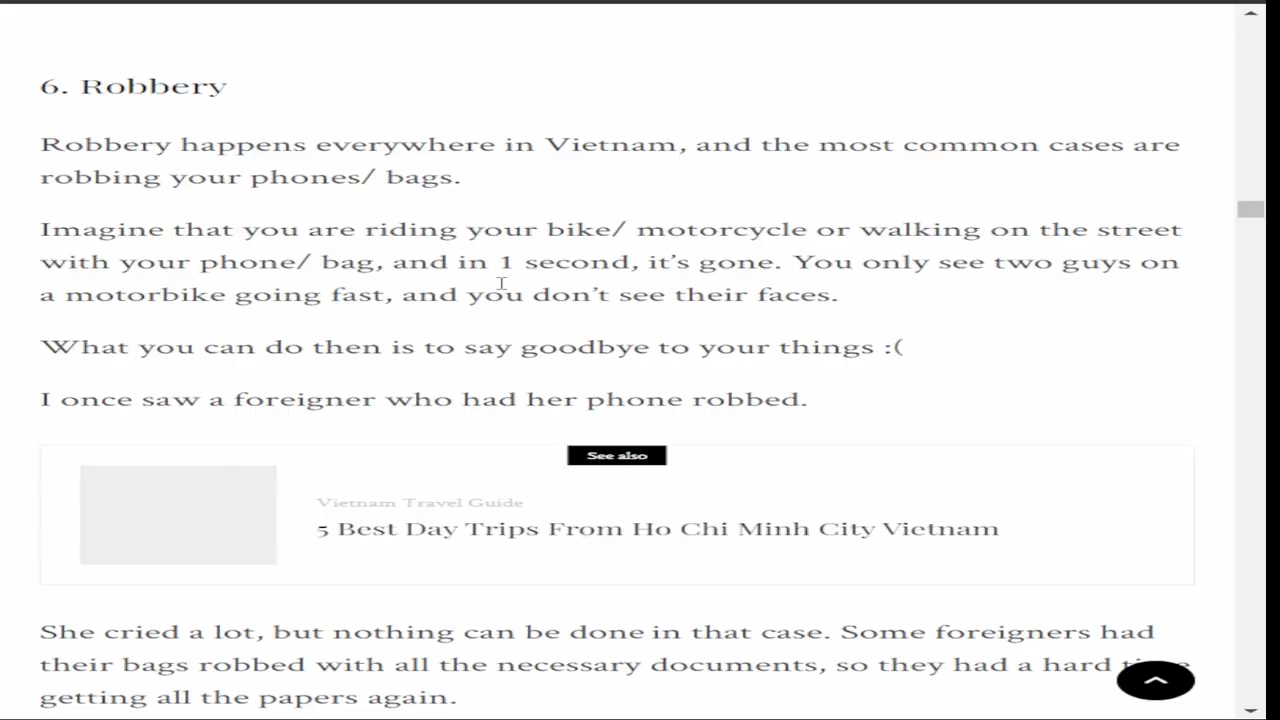 6. Robbery
Robbery happens everywhere in Vietnam, and the most common cases are
robbing your phones/ bags.
Imagine that you are riding your bike/ motorcycle or walking on the street
with your phone/ bag, and in 1 second, it's gone. You only see two guys on
a motorbike going fast, and you don't see their faces.
What you can do then is to say goodbye to your things :(
I once saw a foreigner who had her phone robbed.
See also
Vietnam Travel Guide
5 Best Day Trips From Ho Chi Minh City Vietnam
She cried a lot, but nothing can be done in that case. Some foreigners had
their bags robbed with all the necessary documents, so they had a hard
getting all the papers again.